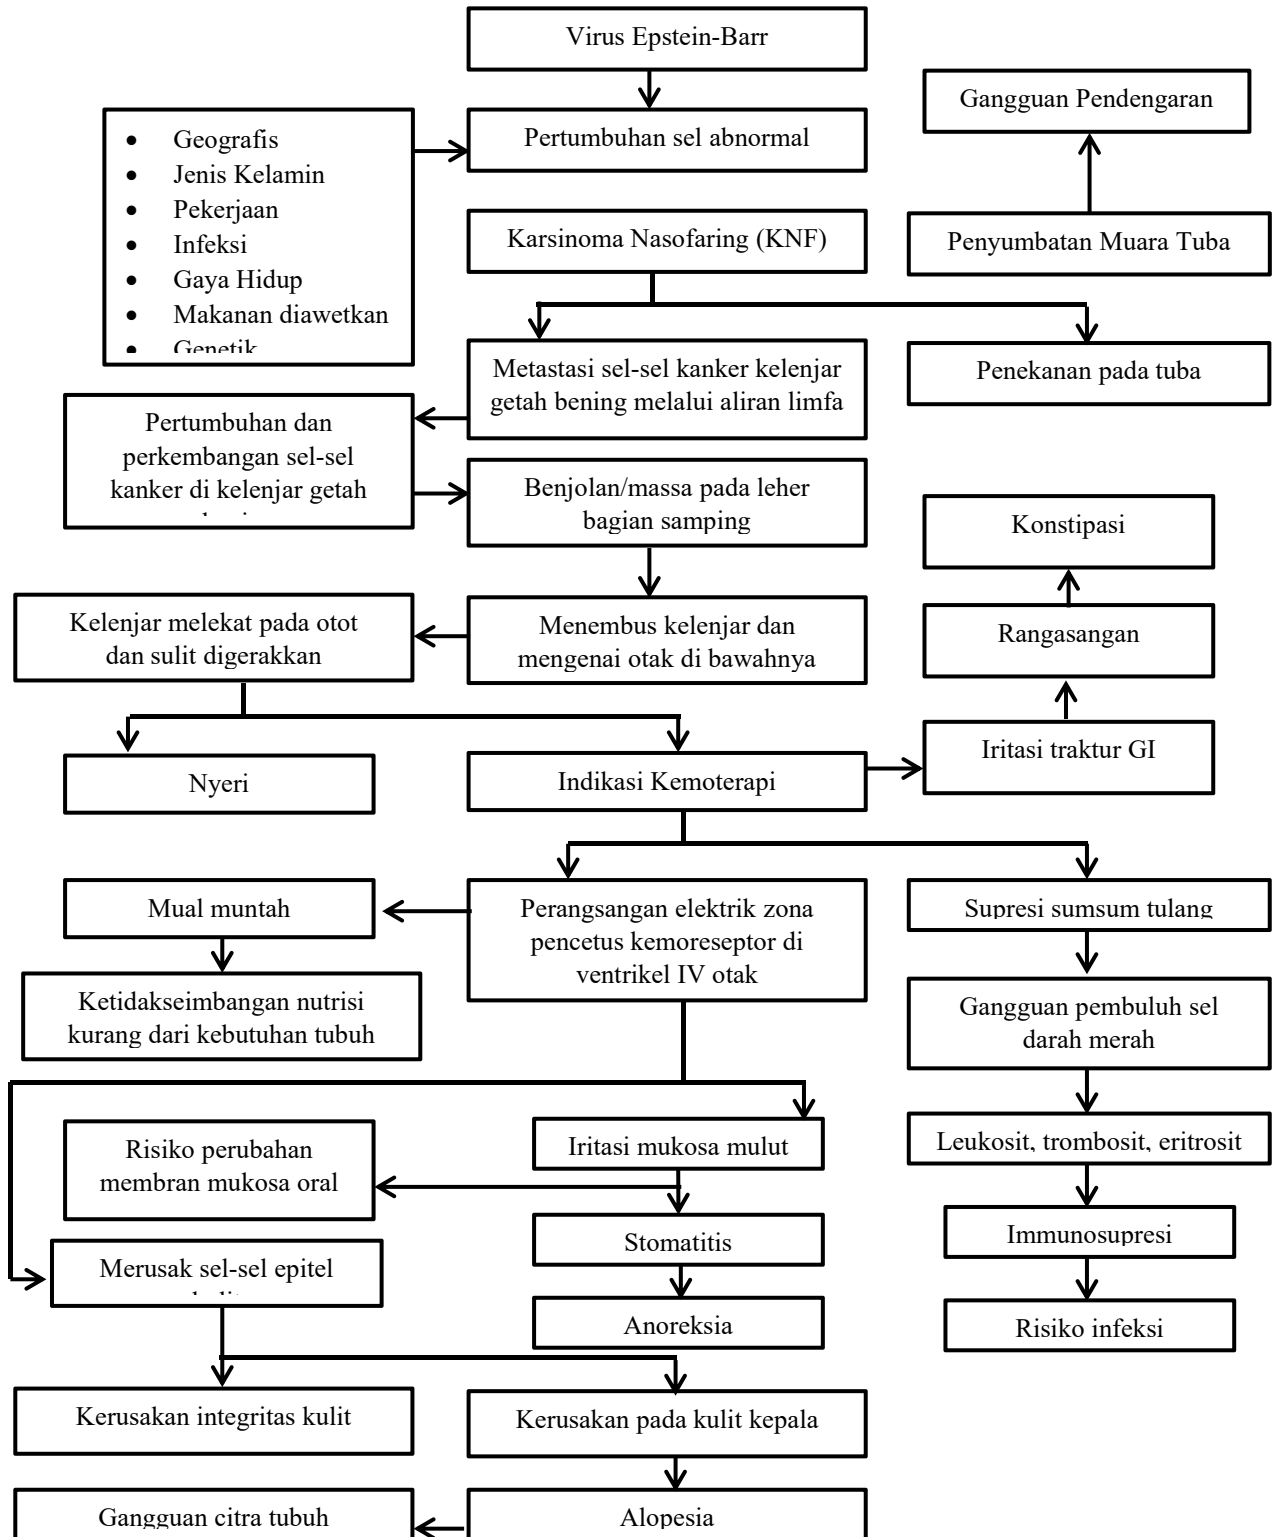 Virus Epstein-Barr
Gangguan Pendengaran
Pertumbuhan sel abnormal
• Geografis
• Jenis Kelamin
• Pekerjaan
• Infeksi
• Gaya Hidup
• Makanan diawetkan
• Genetik
Karsinoma Nasofaring (KNF)
Penyumbatan Muara Tuba
Metastasi sel-sel kanker kelenjar
getah bening melalui aliran limfa
Penekanan pada tuba
Pertumbuhan dan
perkembangan sel-sel
kanker di kelenjar getah
Benjolan/massa pada leher
bagian samping
Konstipasi
Kelenjar melekat pada otot
dan sulit digerakkan
Menembus kelenjar dan
mengenai otak di bawahnya
Rangasangan
Iritasi traktur GI
Nyeri
Indikasi Kemoterapi
Mual muntah
Perangsangan elektrik zona
pencetus kemoreseptor di
ventrikel IV otak
Supresi sumsum tulang
Ketidakseimbangan nutrisi
kurang dari kebutuhan tubuh
Gangguan pembuluh sel
darah merah
Risiko perubahan
membran mukosa oral
Iritasi mukosa mulut
Leukosit, trombosit, eritrosit
Stomatitis
Immunosupresi
Merusak sel-sel epitel
Anoreksia
Risiko infeksi
Kerusakan integritas kulit
Kerusakan pada kulit kepala
Gangguan citra tubuh
Alopesia